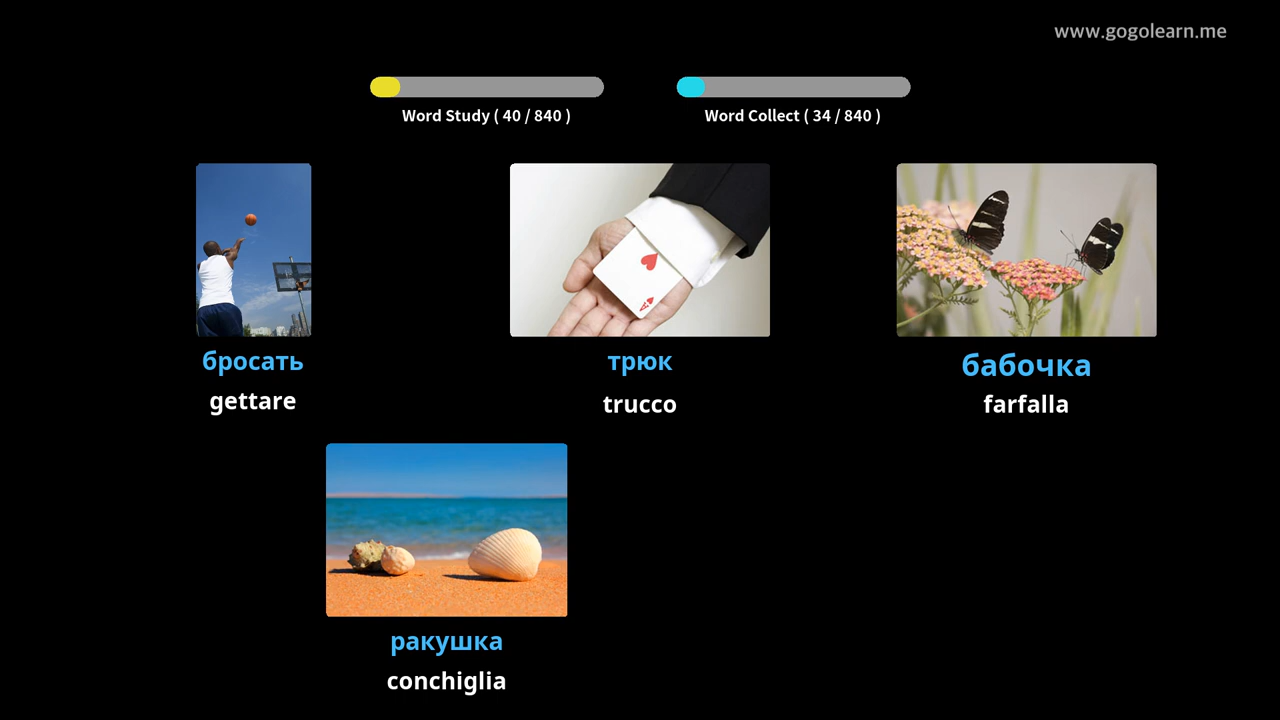 www.gogolearn.me
Word Study ( 40 / 840 )
Word Collect ( 34 / 840 )
бросать
gettare
трюк
trucco
бабочка
farfalla
ракушка
conchiglia